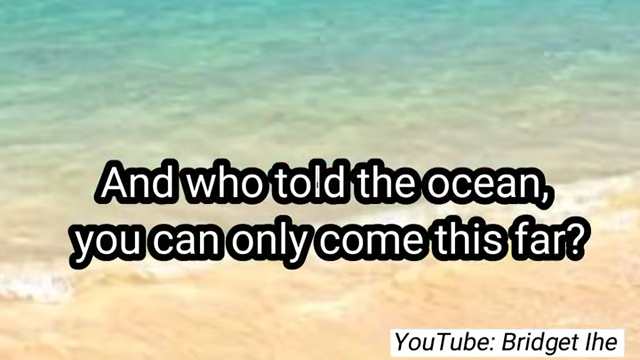 And who told the ocean,
you can only come this far?
YouTube: Bridget Ihe